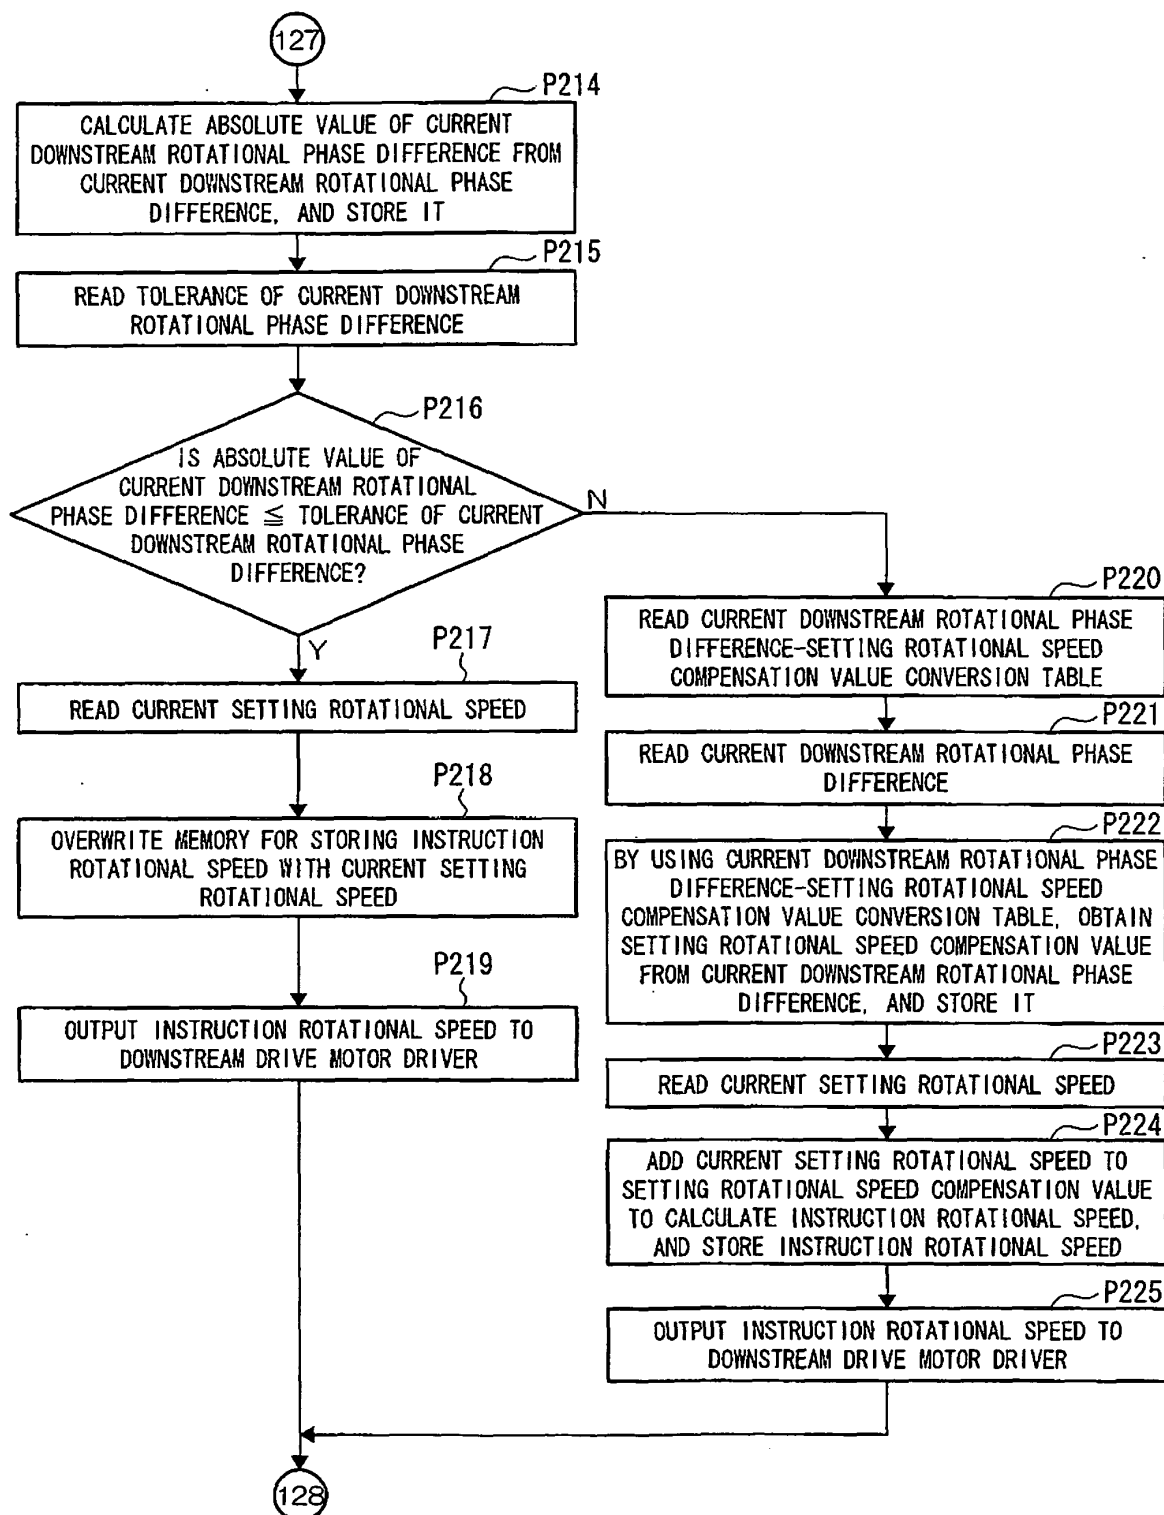 127
P214
CALCULATE ABSOLUTE VALUE OF CURRENT
DOWNSTREAM ROTATIONAL PHASE DIFFERENCE FROM
CURRENT DOWNSTREAM ROTATIONAL PHASE
DIFFERENCE, AND STORE IT
P215
READ TOLERANCE OF CURRENT DOWNSTREAM
ROTATIONAL PHASE DIFFERENCE
P216
IS ABSOLUTE VALUE OF
CURRENT DOWNSTREAM ROTATIONAL
PHASE DIFFERENCE ≦ TOLERANCE OF CURRENT
DOWNSTREAM ROTATIONAL PHASE
DIFFERENCE?
N
Y
P217
READ CURRENT SETTING ROTATIONAL SPEED
P218
OVERWRITE MEMORY FOR STORING INSTRUCTION
ROTATIONAL SPEED WITH CURRENT SETTING
ROTATIONAL SPEED
P219
OUTPUT INSTRUCTION ROTATIONAL SPEED TO
DOWNSTREAM DRIVE MOTOR DRIVER
P220
READ CURRENT DOWNSTREAM ROTATIONAL PHASE
DIFFERENCE-SETTING ROTATIONAL SPEED
COMPENSATION VALUE CONVERSION TABLE
P221
READ CURRENT DOWNSTREAM ROTATIONAL PHASE
DIFFERENCE
P222
BY USING CURRENT DOWNSTREAM ROTATIONAL PHASE
DIFFERENCE-SETTING ROTATIONAL SPEED
COMPENSATION VALUE CONVERSION TABLE, OBTAIN
SETTING ROTATIONAL SPEED COMPENSATION VALUE
FROM CURRENT DOWNSTREAM ROTATIONAL PHASE
DIFFERENCE, AND STORE IT
P223
READ CURRENT SETTING ROTATIONAL SPEED
P224
ADD CURRENT SETTING ROTATIONAL SPEED TO
SETTING ROTATIONAL SPEED COMPENSATION VALUE
TO CALCULATE INSTRUCTION ROTATIONAL SPEED,
AND STORE INSTRUCTION ROTATIONAL SPEED
P225
OUTPUT INSTRUCTION ROTATIONAL SPEED TO
DOWNSTREAM DRIVE MOTOR DRIVER
128